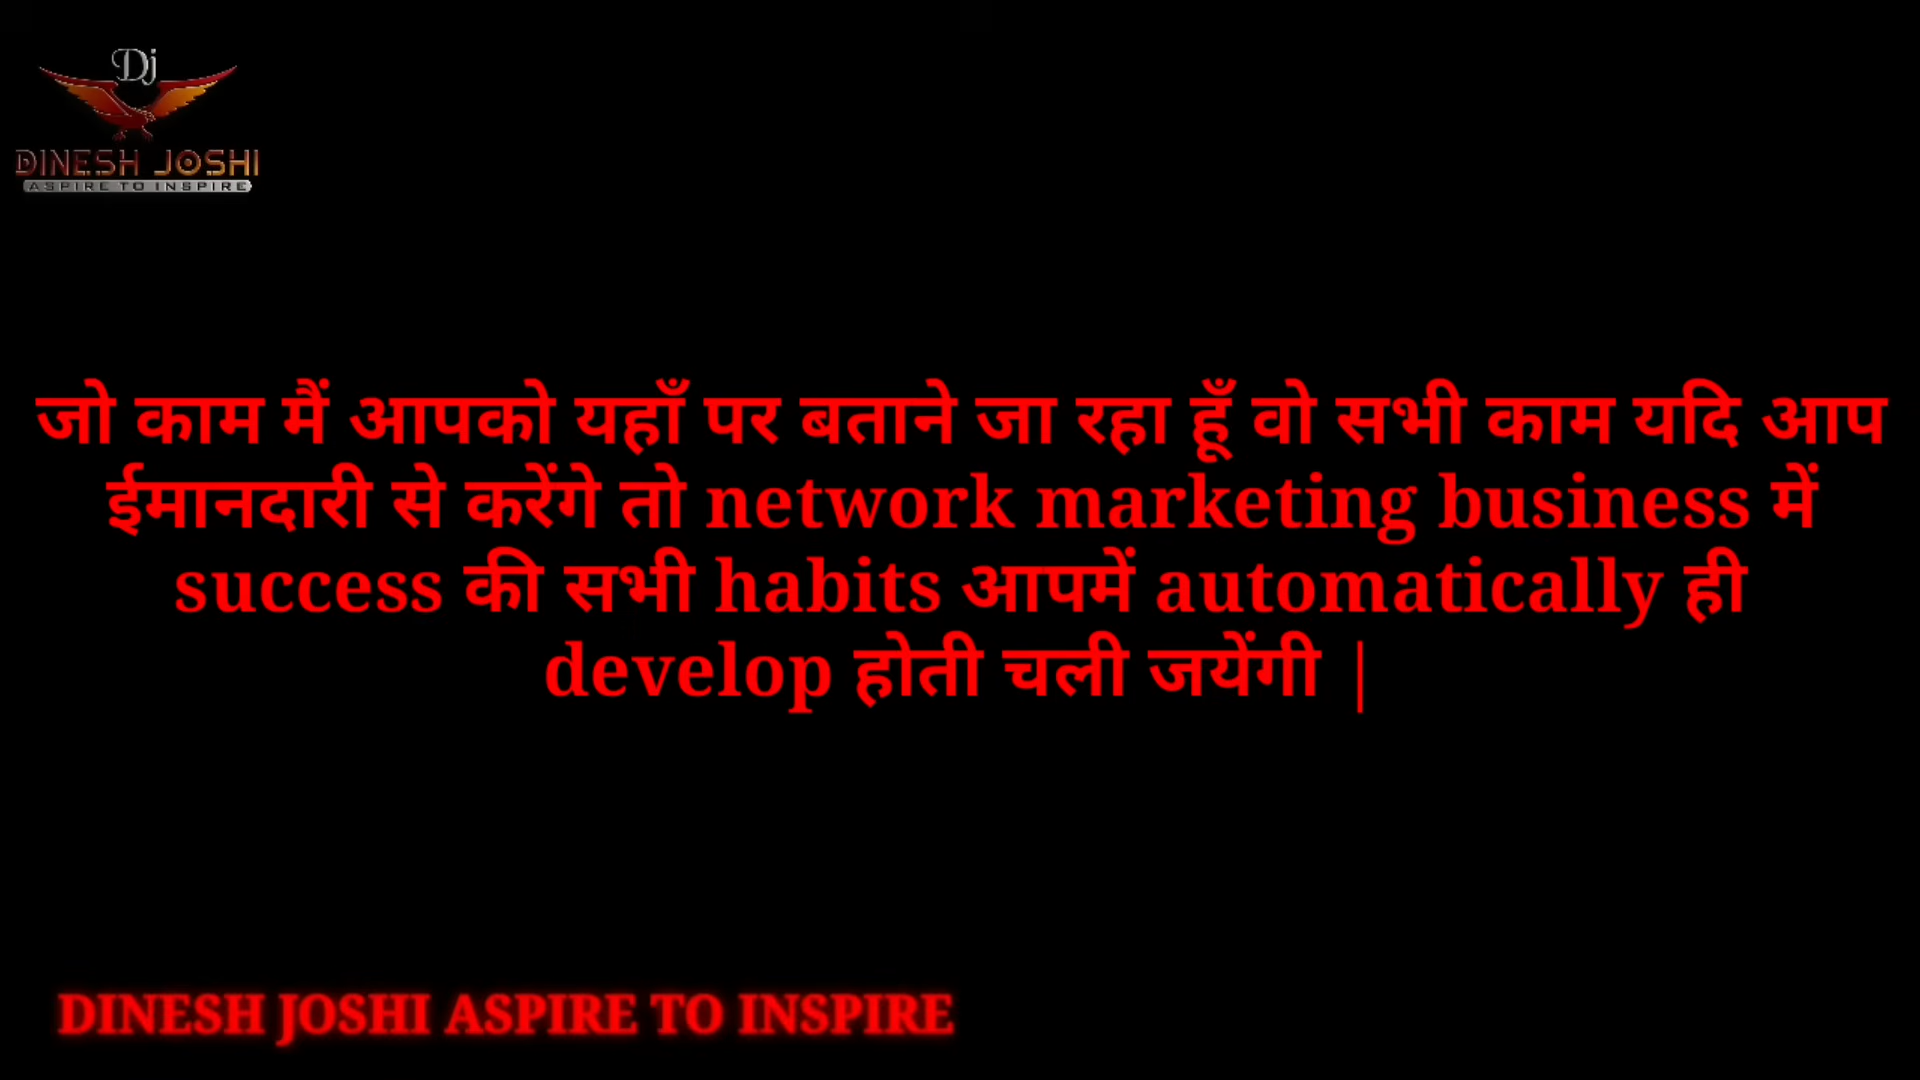 Dj
DINESH JOSHI
ASPIRE TO INSPIRE
जो काम मैं आपको यहाँ पर बताने जा रहा हूँ वो सभी काम यदि आप
ईमानदारी से करेंगे तो network marketing business में
success की सभी habits आपमें automatically ही
develop होती चली जयेंगी |
DINESH JOSHI ASPIRE TO INSPIRE